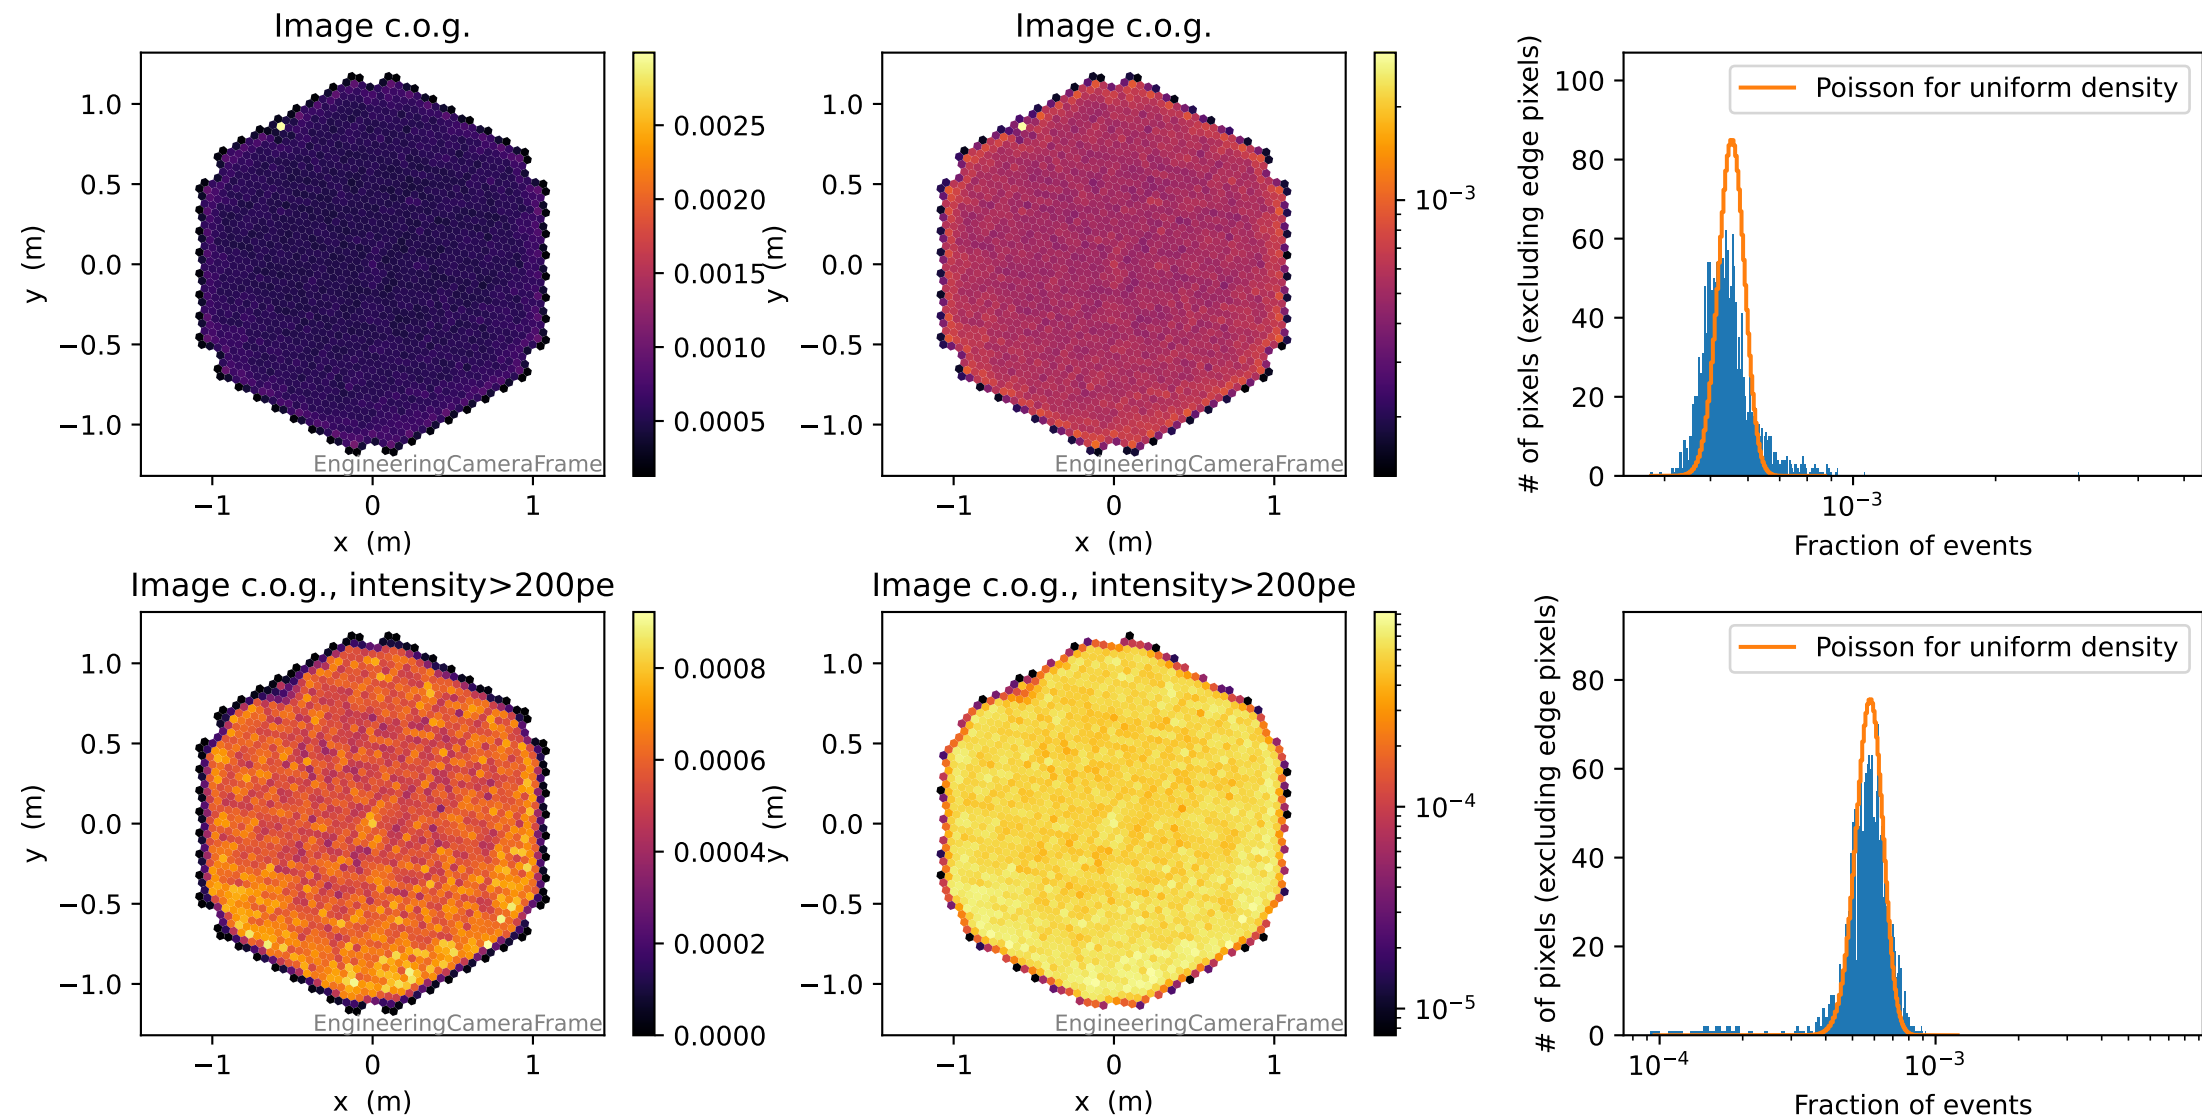 Image c.o.g.
1.0
0.5
0.0
−0.5
−1.0
y (m)
−1
0
1
x (m)
EngineeringCameraFrame
0.0025
0.0020
0.0015
0.0010
0.0005
Image c.o.g.
1.0
0.5
0.0
−0.5
−1.0
y (m)
−1
0
1
x (m)
EngineeringCameraFrame
10⁻³
# of pixels (excluding edge pixels)
100
80
60
40
20
0
Poisson for uniform density
10⁻³
Fraction of events
Image c.o.g., intensity>200pe
1.0
0.5
0.0
−0.5
−1.0
y (m)
−1
0
1
x (m)
EngineeringCameraFrame
0.0008
0.0006
0.0004
0.0002
0.0000
Image c.o.g., intensity>200pe
1.0
0.5
0.0
−0.5
−1.0
y (m)
−1
0
1
x (m)
EngineeringCameraFrame
10⁻⁴
10⁻⁵
# of pixels (excluding edge pixels)
80
60
40
20
0
Poisson for uniform density
10⁻⁴
10⁻³
Fraction of events